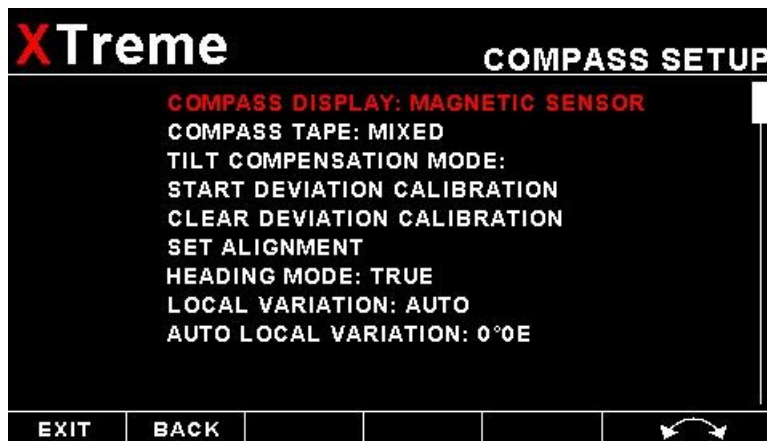 XTreme
COMPASS SETUP
COMPASS DISPLAY: MAGNETIC SENSOR
COMPASS TAPE: MIXED
TILT COMPENSATION MODE:
START DEVIATION CALIBRATION
CLEAR DEVIATION CALIBRATION
SET ALIGNMENT
HEADING MODE: TRUE
LOCAL VARIATION: AUTO
AUTO LOCAL VARIATION: 0°0E
EXIT BACK